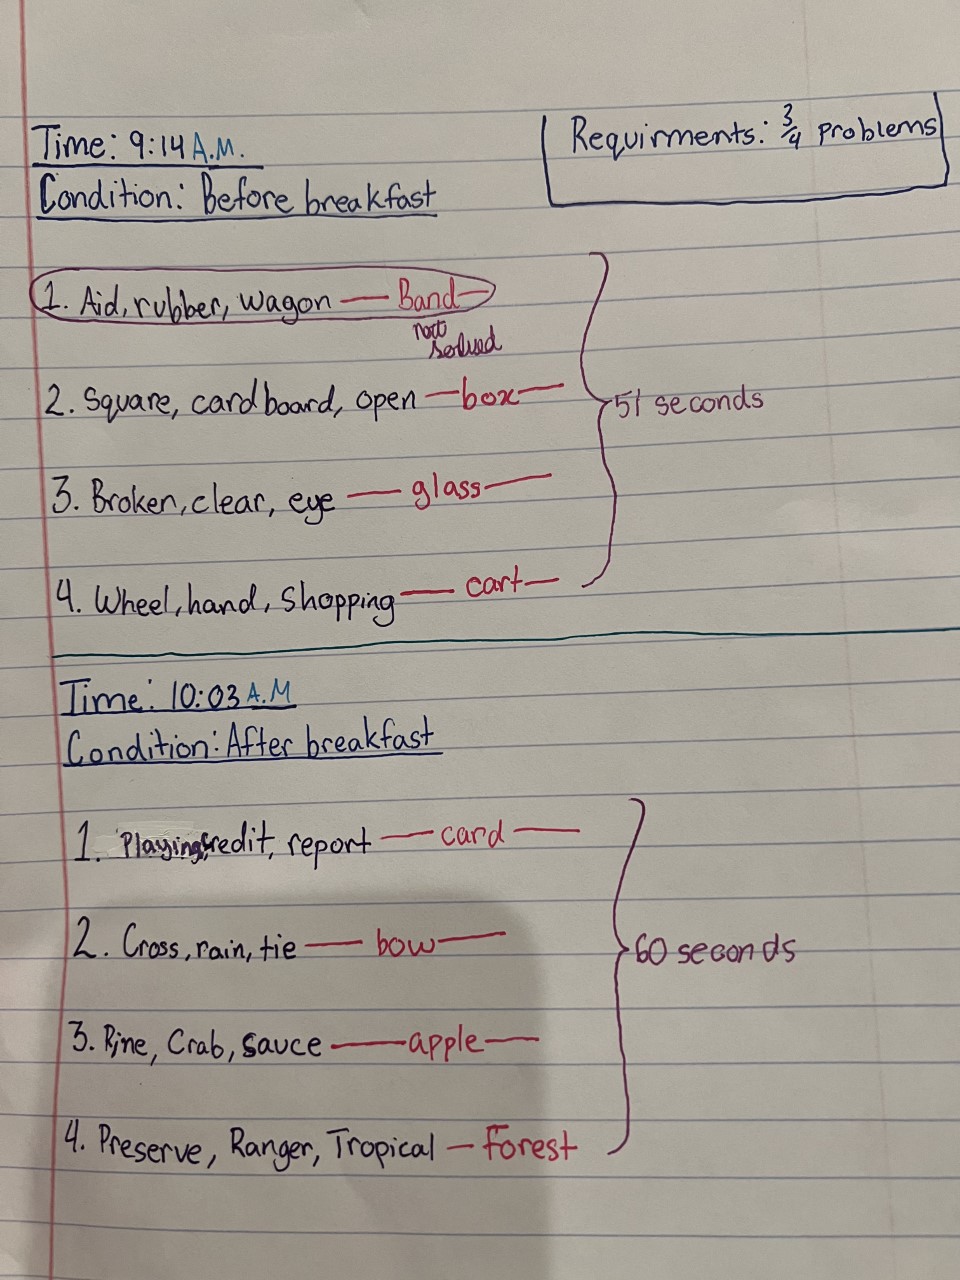 Time: 9:14 A.M.
Requirments: 3/4 problems
Condition: Before breakfast
1. Aid, rubber, wagon — Band —
not
solved
2. Square, cardboard, open — box —
51 seconds
3. Broken, clear, eye — glass —
4. Wheel, hand, shopping — cart —
Time: 10:03 A.M
Condition: After breakfast
1. Playing, credit, report — card —
2. Cross, rain, tie — bow —
60 seconds
3. Pine, Crab, sauce — apple —
4. Preserve, Ranger, Tropical — Forest